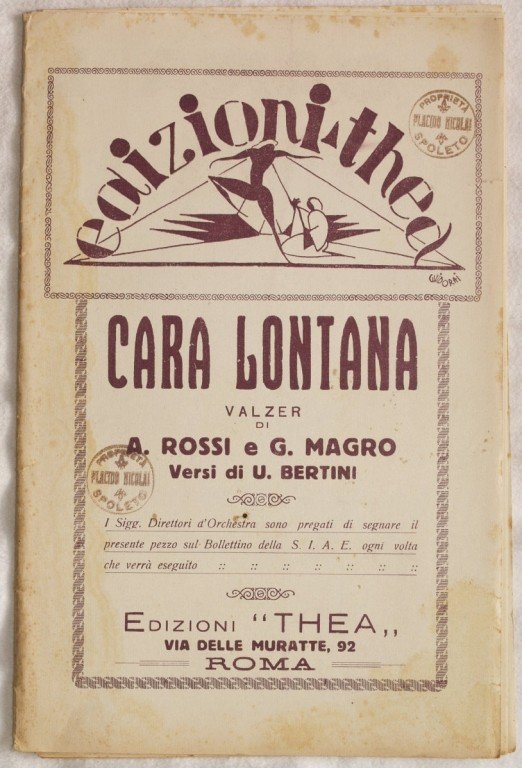 edizioni thea
PROPRIETÀ
PLACIDO NICOLAI
SPOLETO
CARA LONTANA
VALZER
DI
A. ROSSI e G. MAGRO
Versi di U. BERTINI
PROPRIETÀ
PLACIDO NICOLAI
SPOLETO
I Sigg. Direttori d'Orchestra sono pregati di segnare il
presente pezzo sul Bollettino della S. I. A. E. ogni volta
che verrà eseguito :: :: :: :: :: :: ::
EDIZIONI "THEA„
VIA DELLE MURATTE, 92
ROMA